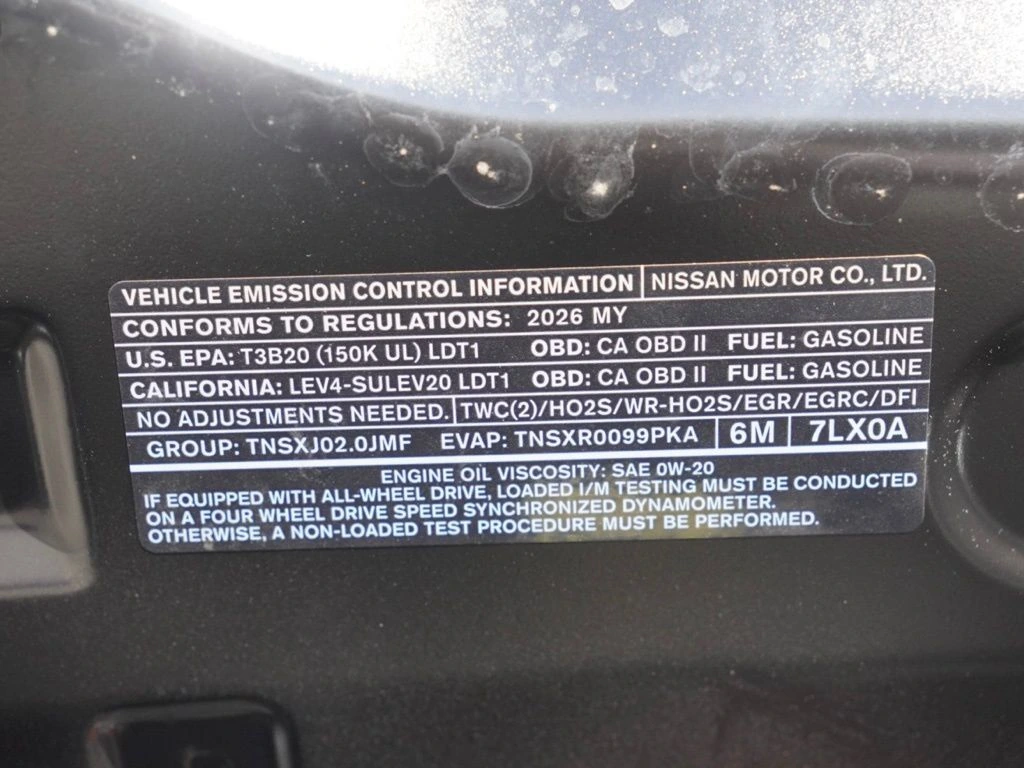 VEHICLE EMISSION CONTROL INFORMATION NISSAN MOTOR CO., LTD.
CONFORMS TO REGULATIONS: 2026 MY
U.S. EPA: T3B20 (150K UL) LDT1 OBD: CA OBD II FUEL: GASOLINE
CALIFORNIA: LEV4-SULEV20 LDT1 OBD: CA OBD II FUEL: GASOLINE
NO ADJUSTMENTS NEEDED. TWC(2)/HO2S/WR-HO2S/EGR/EGRC/DFI
GROUP: TNSXJ02.0JMF EVAP: TNSXR0099PKA 6M 7LX0A
ENGINE OIL VISCOSITY: SAE 0W-20
IF EQUIPPED WITH ALL-WHEEL DRIVE, LOADED I/M TESTING MUST BE CONDUCTED
ON A FOUR WHEEL DRIVE SPEED SYNCHRONIZED DYNAMOMETER.
OTHERWISE, A NON-LOADED TEST PROCEDURE MUST BE PERFORMED.